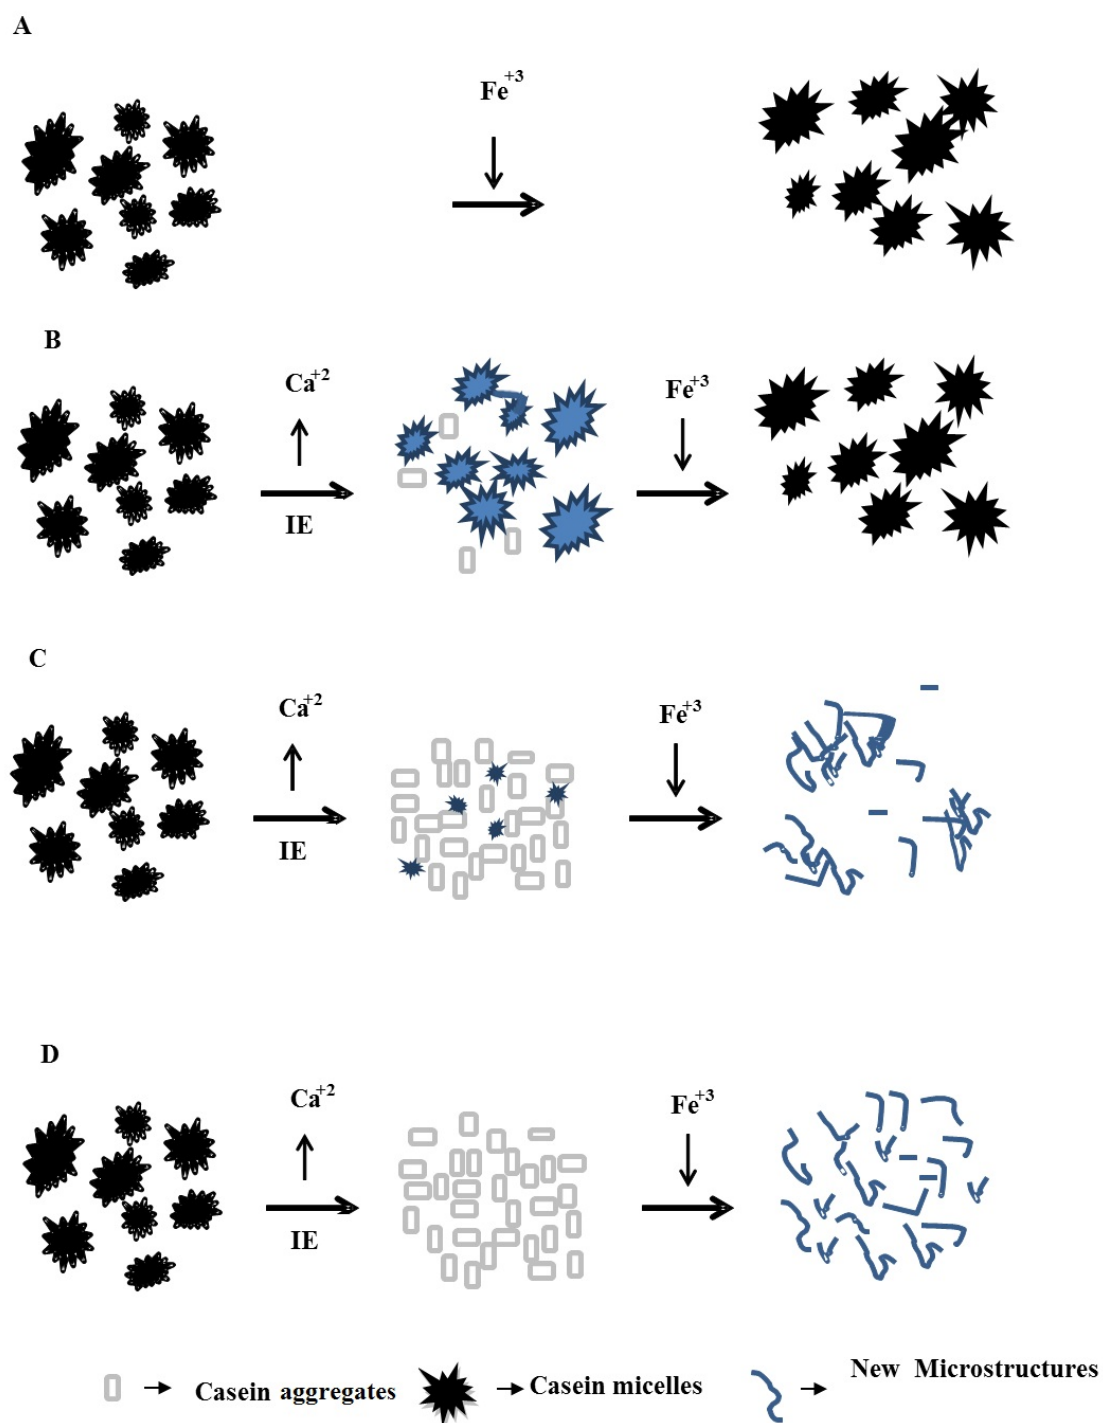 A
Fe+3
B
Ca+2
Fe+3
IE
C
Ca+2
Fe+3
IE
D
Ca+2
Fe+3
IE
Casein aggregates
Casein micelles
New Microstructures